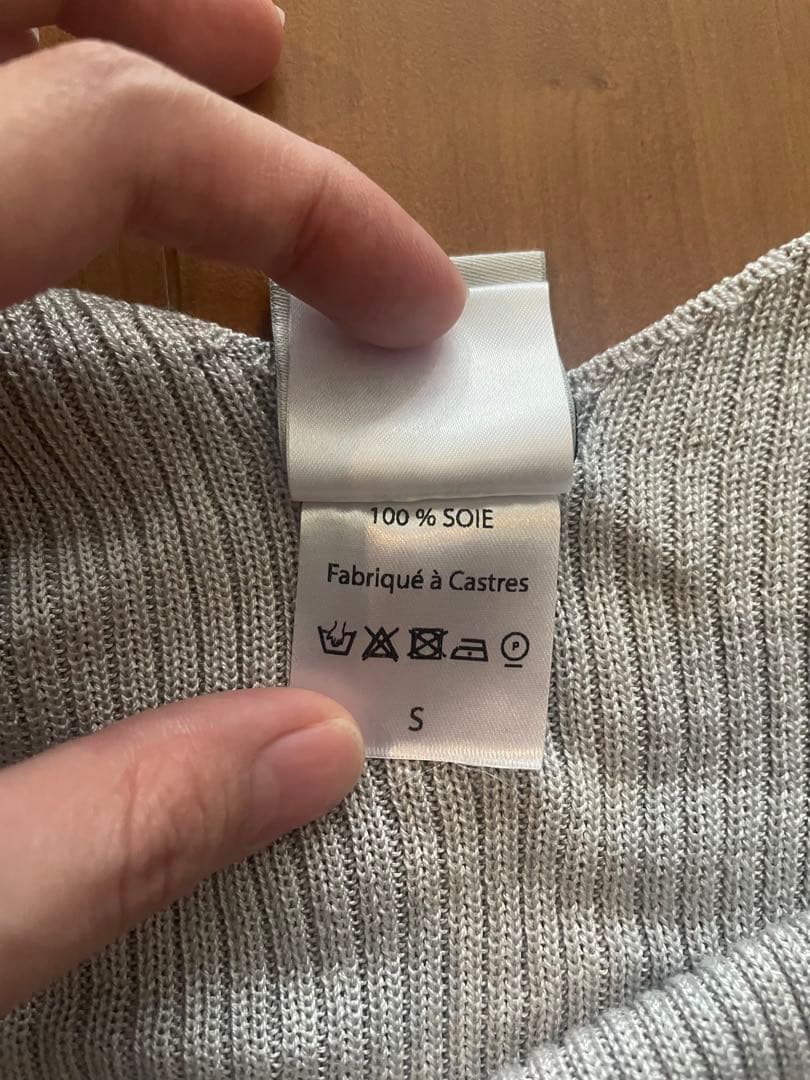 100 % SOIE
Fabriqué à Castres
P
S